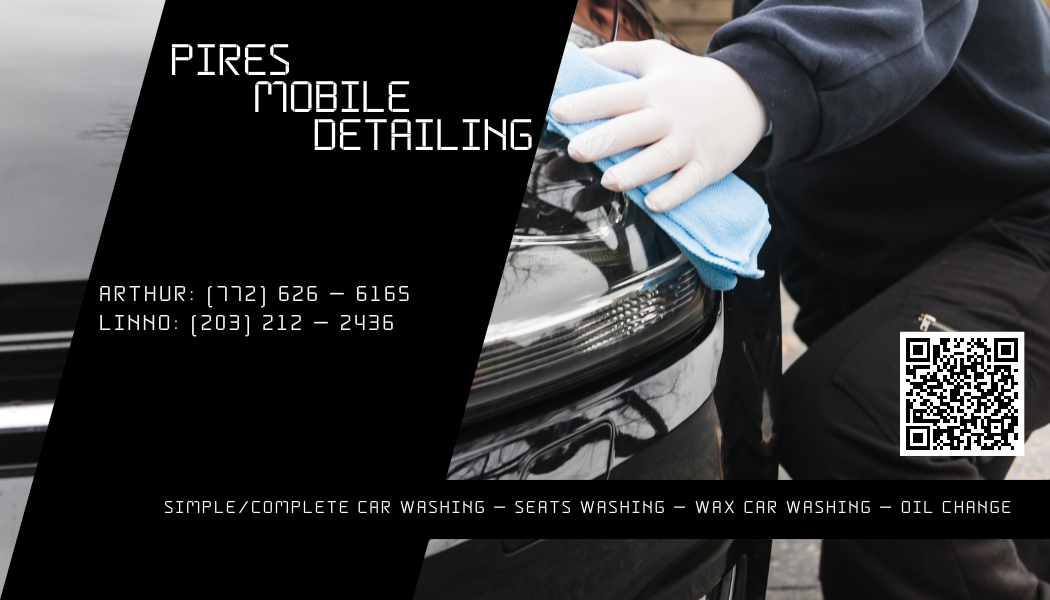 PIRES
MOBILE
DETAILING
ARTHUR: (772) 626 – 6165
LINNO: (203) 212 – 2436
SIMPLE/COMPLETE CAR WASHING – SEATS WASHING – WAX CAR WASHING – OIL CHANGE